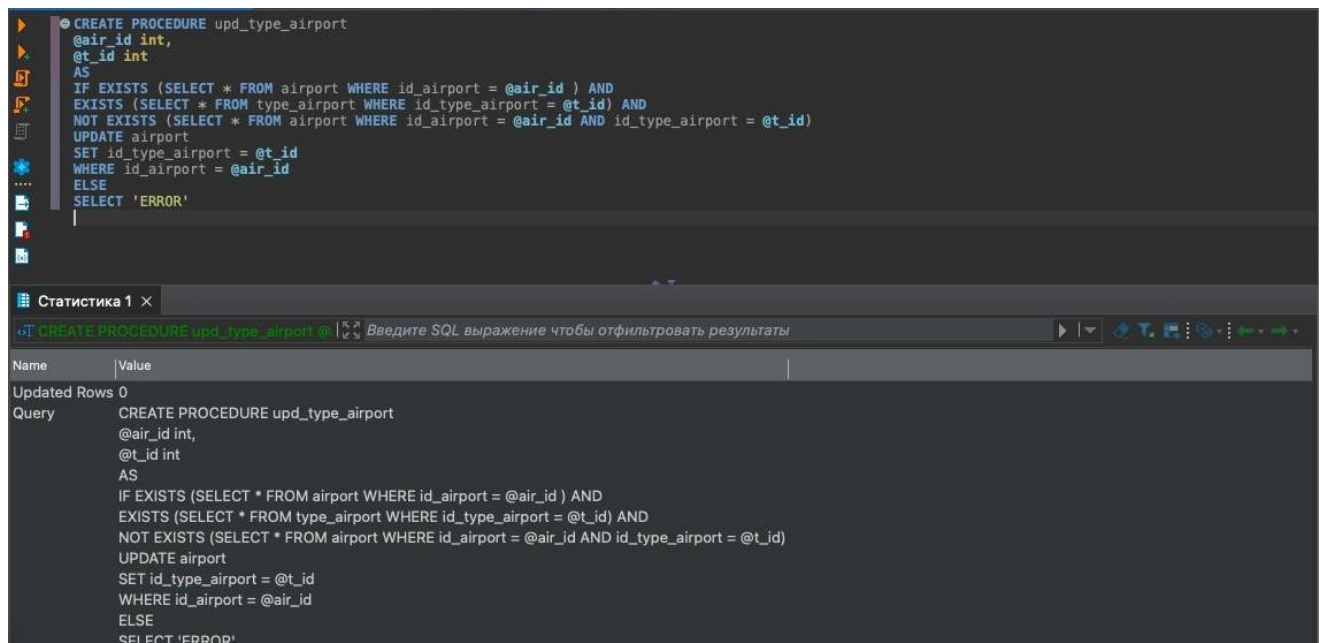 CREATE PROCEDURE upd_type_airport
@air_id int,
@t_id int
AS
IF EXISTS (SELECT * FROM airport WHERE id_airport = @air_id ) AND
EXISTS (SELECT * FROM type_airport WHERE id_type_airport = @t_id) AND
NOT EXISTS (SELECT * FROM airport WHERE id_airport = @air_id AND id_type_airport = @t_id)
UPDATE airport
SET id_type_airport = @t_id
WHERE id_airport = @air_id
ELSE
SELECT 'ERROR'
Статистика 1
CREATE PROCEDURE upd_type_airport @ Введите SQL выражение чтобы отфильтровать результаты
Name Value
Updated Rows 0
Query CREATE PROCEDURE upd_type_airport
@air_id int,
@t_id int
AS
IF EXISTS (SELECT * FROM airport WHERE id_airport = @air_id ) AND
EXISTS (SELECT * FROM type_airport WHERE id_type_airport = @t_id) AND
NOT EXISTS (SELECT * FROM airport WHERE id_airport = @air_id AND id_type_airport = @t_id)
UPDATE airport
SET id_type_airport = @t_id
WHERE id_airport = @air_id
ELSE
SELECT 'ERROR'